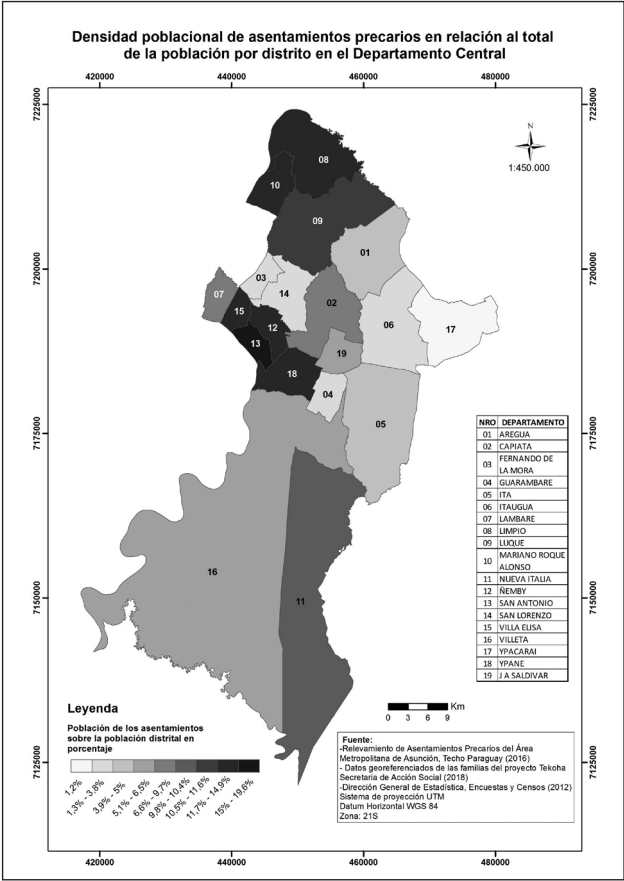 Densidad poblacional de asentamientos precarios en relación al total
de la población por distrito en el Departamento Central
420000 440000 460000 480000
7225000 7225000
N
1:450.000
08
10
09
01
7200000 7200000
03
07
14
02
15
12
06
17
13
19
18
04
05
7175000 7175000
16
11
7150000 7150000
7125000 7125000
NRO DEPARTAMENTO
01 AREGUA
02 CAPIATA
03 FERNANDO DE
LA MORA
04 GUARAMBARE
05 ITA
06 ITAUGUA
07 LAMBARE
08 LIMPIO
09 LUQUE
10 MARIANO ROQUE
ALONSO
11 NUEVA ITALIA
12 ÑEMBY
13 SAN ANTONIO
14 SAN LORENZO
15 VILLA ELISA
16 VILLETA
17 YPACARAI
18 YPANE
19 J A SALDIVAR
Leyenda
Población de los asentamientos
sobre la población distrital en
porcentaje
1,2%
1,3% - 3,8%
3,9% - 5%
5,1% - 6,5%
6,6% - 9,7%
9,8% - 10,4%
10,5% - 11,6%
11,7% - 14,9%
15% - 19,6%
Km
0 3 6 9
Fuente:
-Relevamiento de Asentamientos Precarios del Área
Metropolitana de Asunción, Techo Paraguay (2016)
- Datos georeferenciados de las familias del proyecto Tekoha
Secretaria de Acción Social (2018)
-Dirección General de Estadística, Encuestas y Censos (2012)
Sistema de proyección UTM
Datum Horizontal WGS 84
Zona: 21S
420000 440000 460000 480000